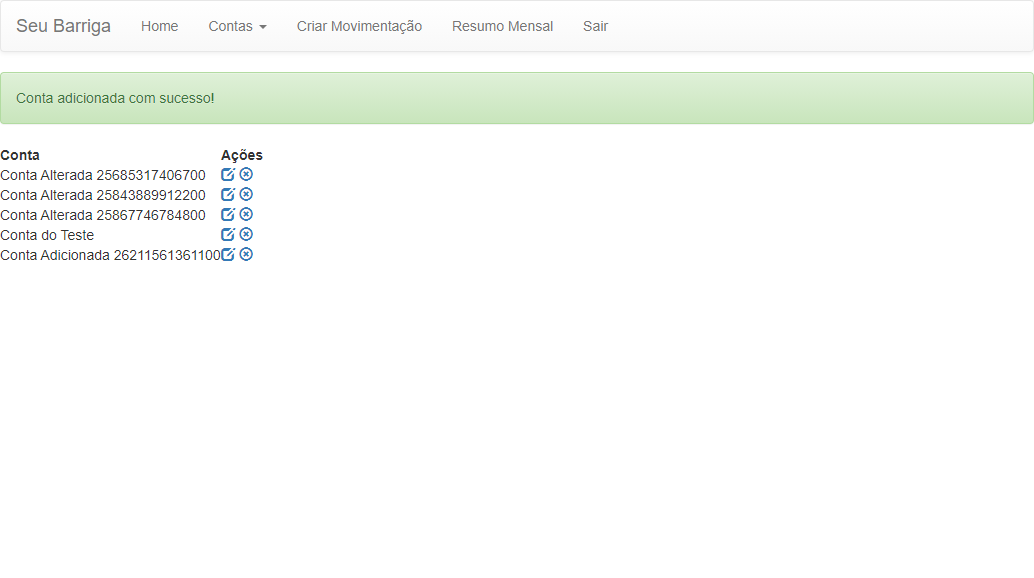 Seu Barriga Home Contas Criar Movimentação Resumo Mensal Sair
Conta adicionada com sucesso!
Conta Ações
Conta Alterada 25685317406700
Conta Alterada 25843889912200
Conta Alterada 25867746784800
Conta do Teste
Conta Adicionada 26211561361100